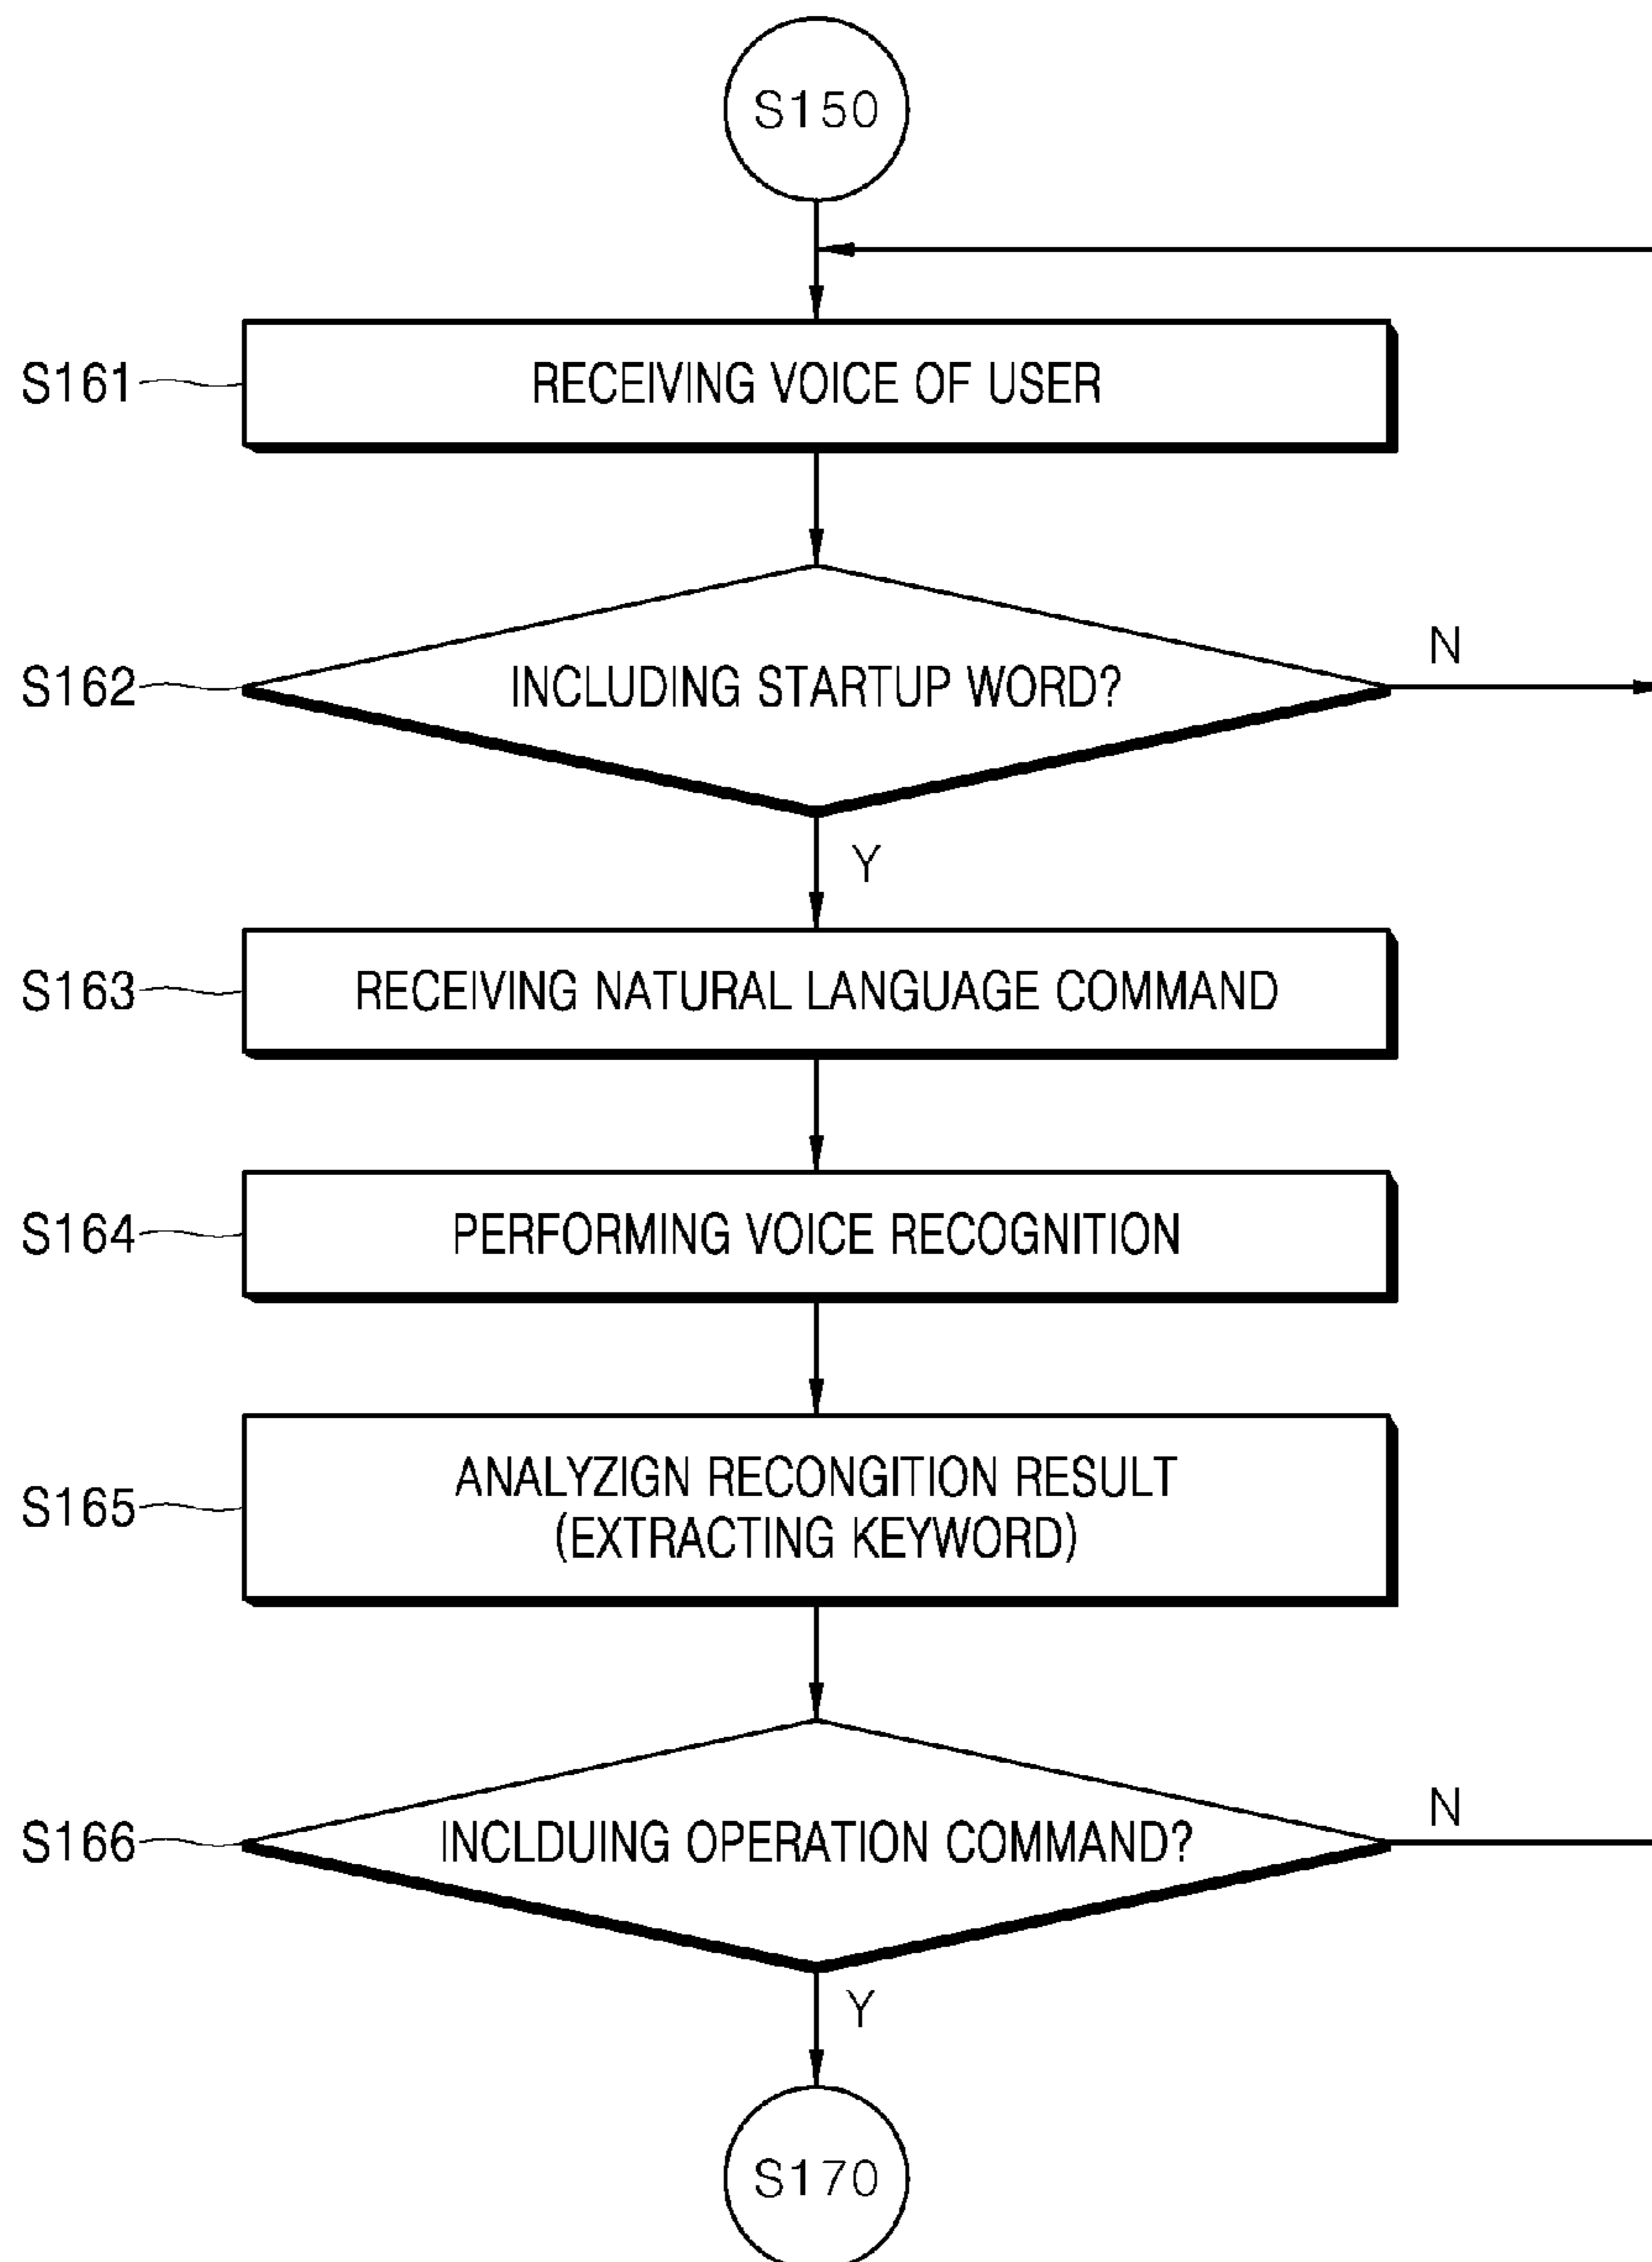 S150
S161
RECEIVING VOICE OF USER
S162
INCLUDING STARTUP WORD?
N
Y
S163
RECEIVING NATURAL LANGUAGE COMMAND
S164
PERFORMING VOICE RECOGNITION
S165
ANALYZIGN RECONGITION RESULT
(EXTRACTING KEYWORD)
S166
INCLDUING OPERATION COMMAND?
N
Y
S170